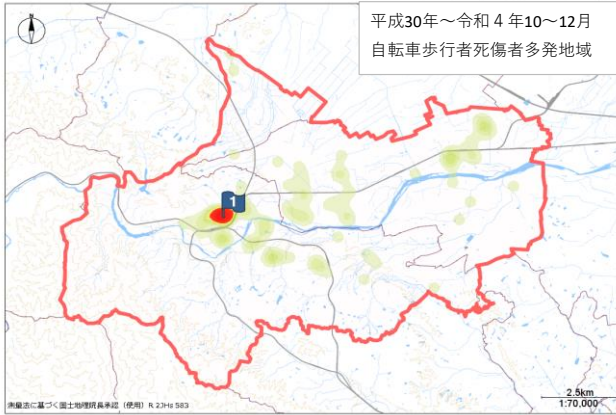 平成30年～令和４年10～12月
自転車歩行者死傷者多発地域
1
2.5km
1:70,000
測量法に基づく国土地理院長承認（使用）R 2JHs 583